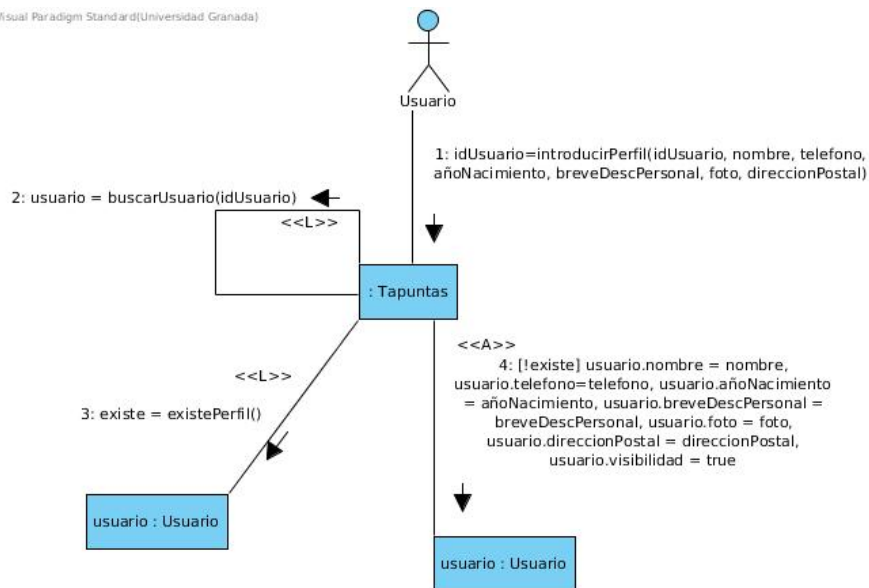 Visual Paradigm Standard(Universidad Granada)
Usuario
1: idUsuario=introducirPerfil(idUsuario, nombre, telefono,
añoNacimiento, breveDescPersonal, foto, direccionPostal)
2: usuario = buscarUsuario(idUsuario)
<<L>>
: Tapuntas
<<A>>
4: [!existe] usuario.nombre = nombre,
usuario.telefono=telefono, usuario.añoNacimiento
= añoNacimiento, usuario.breveDescPersonal =
breveDescPersonal, usuario.foto = foto,
usuario.direccionPostal = direccionPostal,
usuario.visibilidad = true
<<L>>
3: existe = existePerfil()
usuario : Usuario
usuario : Usuario